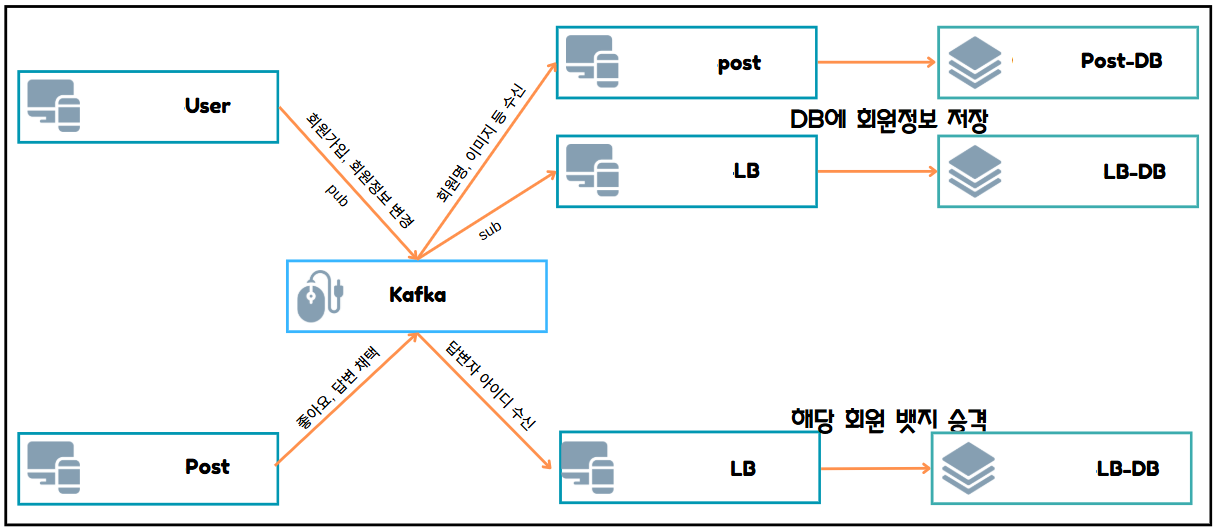 User
회원가입, 회원정보 변경
pub
회원명, 이미지 등 수신
sub
post
Post-DB
DB에 회원정보 저장
LB
LB-DB
Kafka
좋아요, 답변 채택
답변자 아이디 수신
Post
해당 회원 뱃지 승격
LB
LB-DB